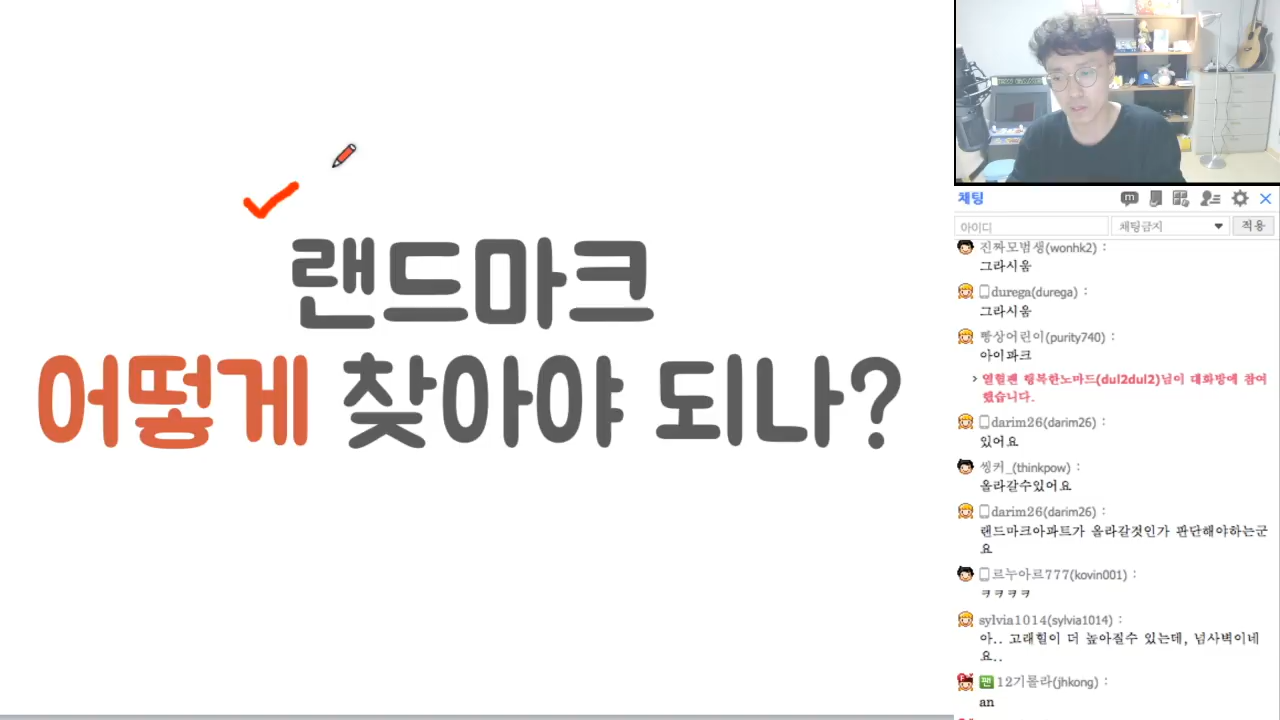 랜드마크
어떻게 찾아야 되나?
채팅
아이디
채팅금지
적용
진짜모범생(wonhk2) :
그라시움
durega(durega) :
그라시움
빵상어린이(purity740) :
아이파크
열혈팬 행복한노마드(dul2dul2)님이 대화방에 참여
했습니다.
darim26(darim26) :
있어요
씽커_(thinkpow) :
올라갈수있어요
darim26(darim26) :
랜드마크아파트가 올라갈것인가 판단해야하는군
요
르누아르777(kovin001) :
ㅋㅋㅋㅋ
sylvia1014(sylvia1014) :
아.. 고래힐이 더 높아질수 있는데, 넘사벽이네
요..
팬 12기롤라(jhkong) :
an